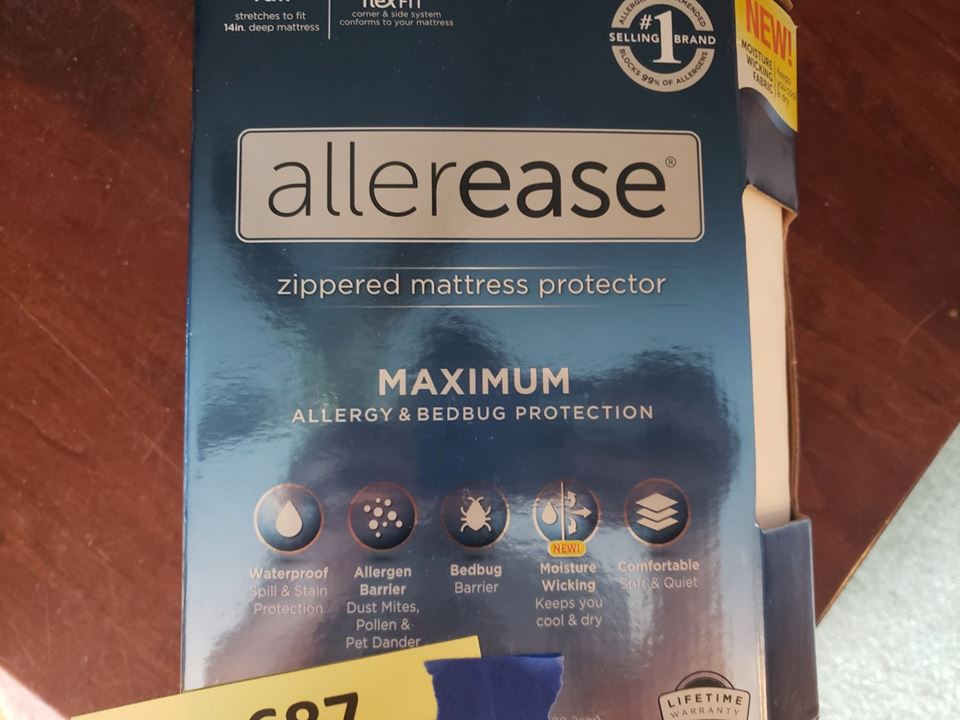 stretches to fit
14in. deep mattress
flexFIT
corner & side system
conforms to your mattress
#1
SELLING BRAND
BLOCKS 99% OF ALLERGENS
NEW!
MOISTURE
WICKING
FABRIC
allerease®
zippered mattress protector
MAXIMUM
ALLERGY & BEDBUG PROTECTION
Waterproof
Spill & Stain
Protection
Allergen
Barrier
Dust Mites,
Pollen &
Pet Dander
Bedbug
Barrier
NEW!
Moisture
Wicking
Keeps you
cool & dry
Comfortable
Soft & Quiet
687
LIFETIME
WARRANTY